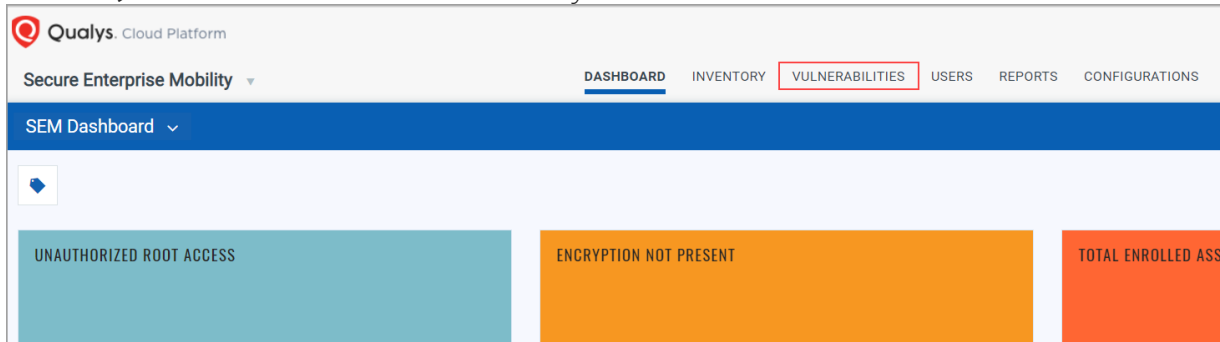 Qualys. Cloud Platform
Secure Enterprise Mobility
DASHBOARD INVENTORY VULNERABILITIES USERS REPORTS CONFIGURATIONS
SEM Dashboard
UNAUTHORIZED ROOT ACCESS
ENCRYPTION NOT PRESENT
TOTAL ENROLLED ASS